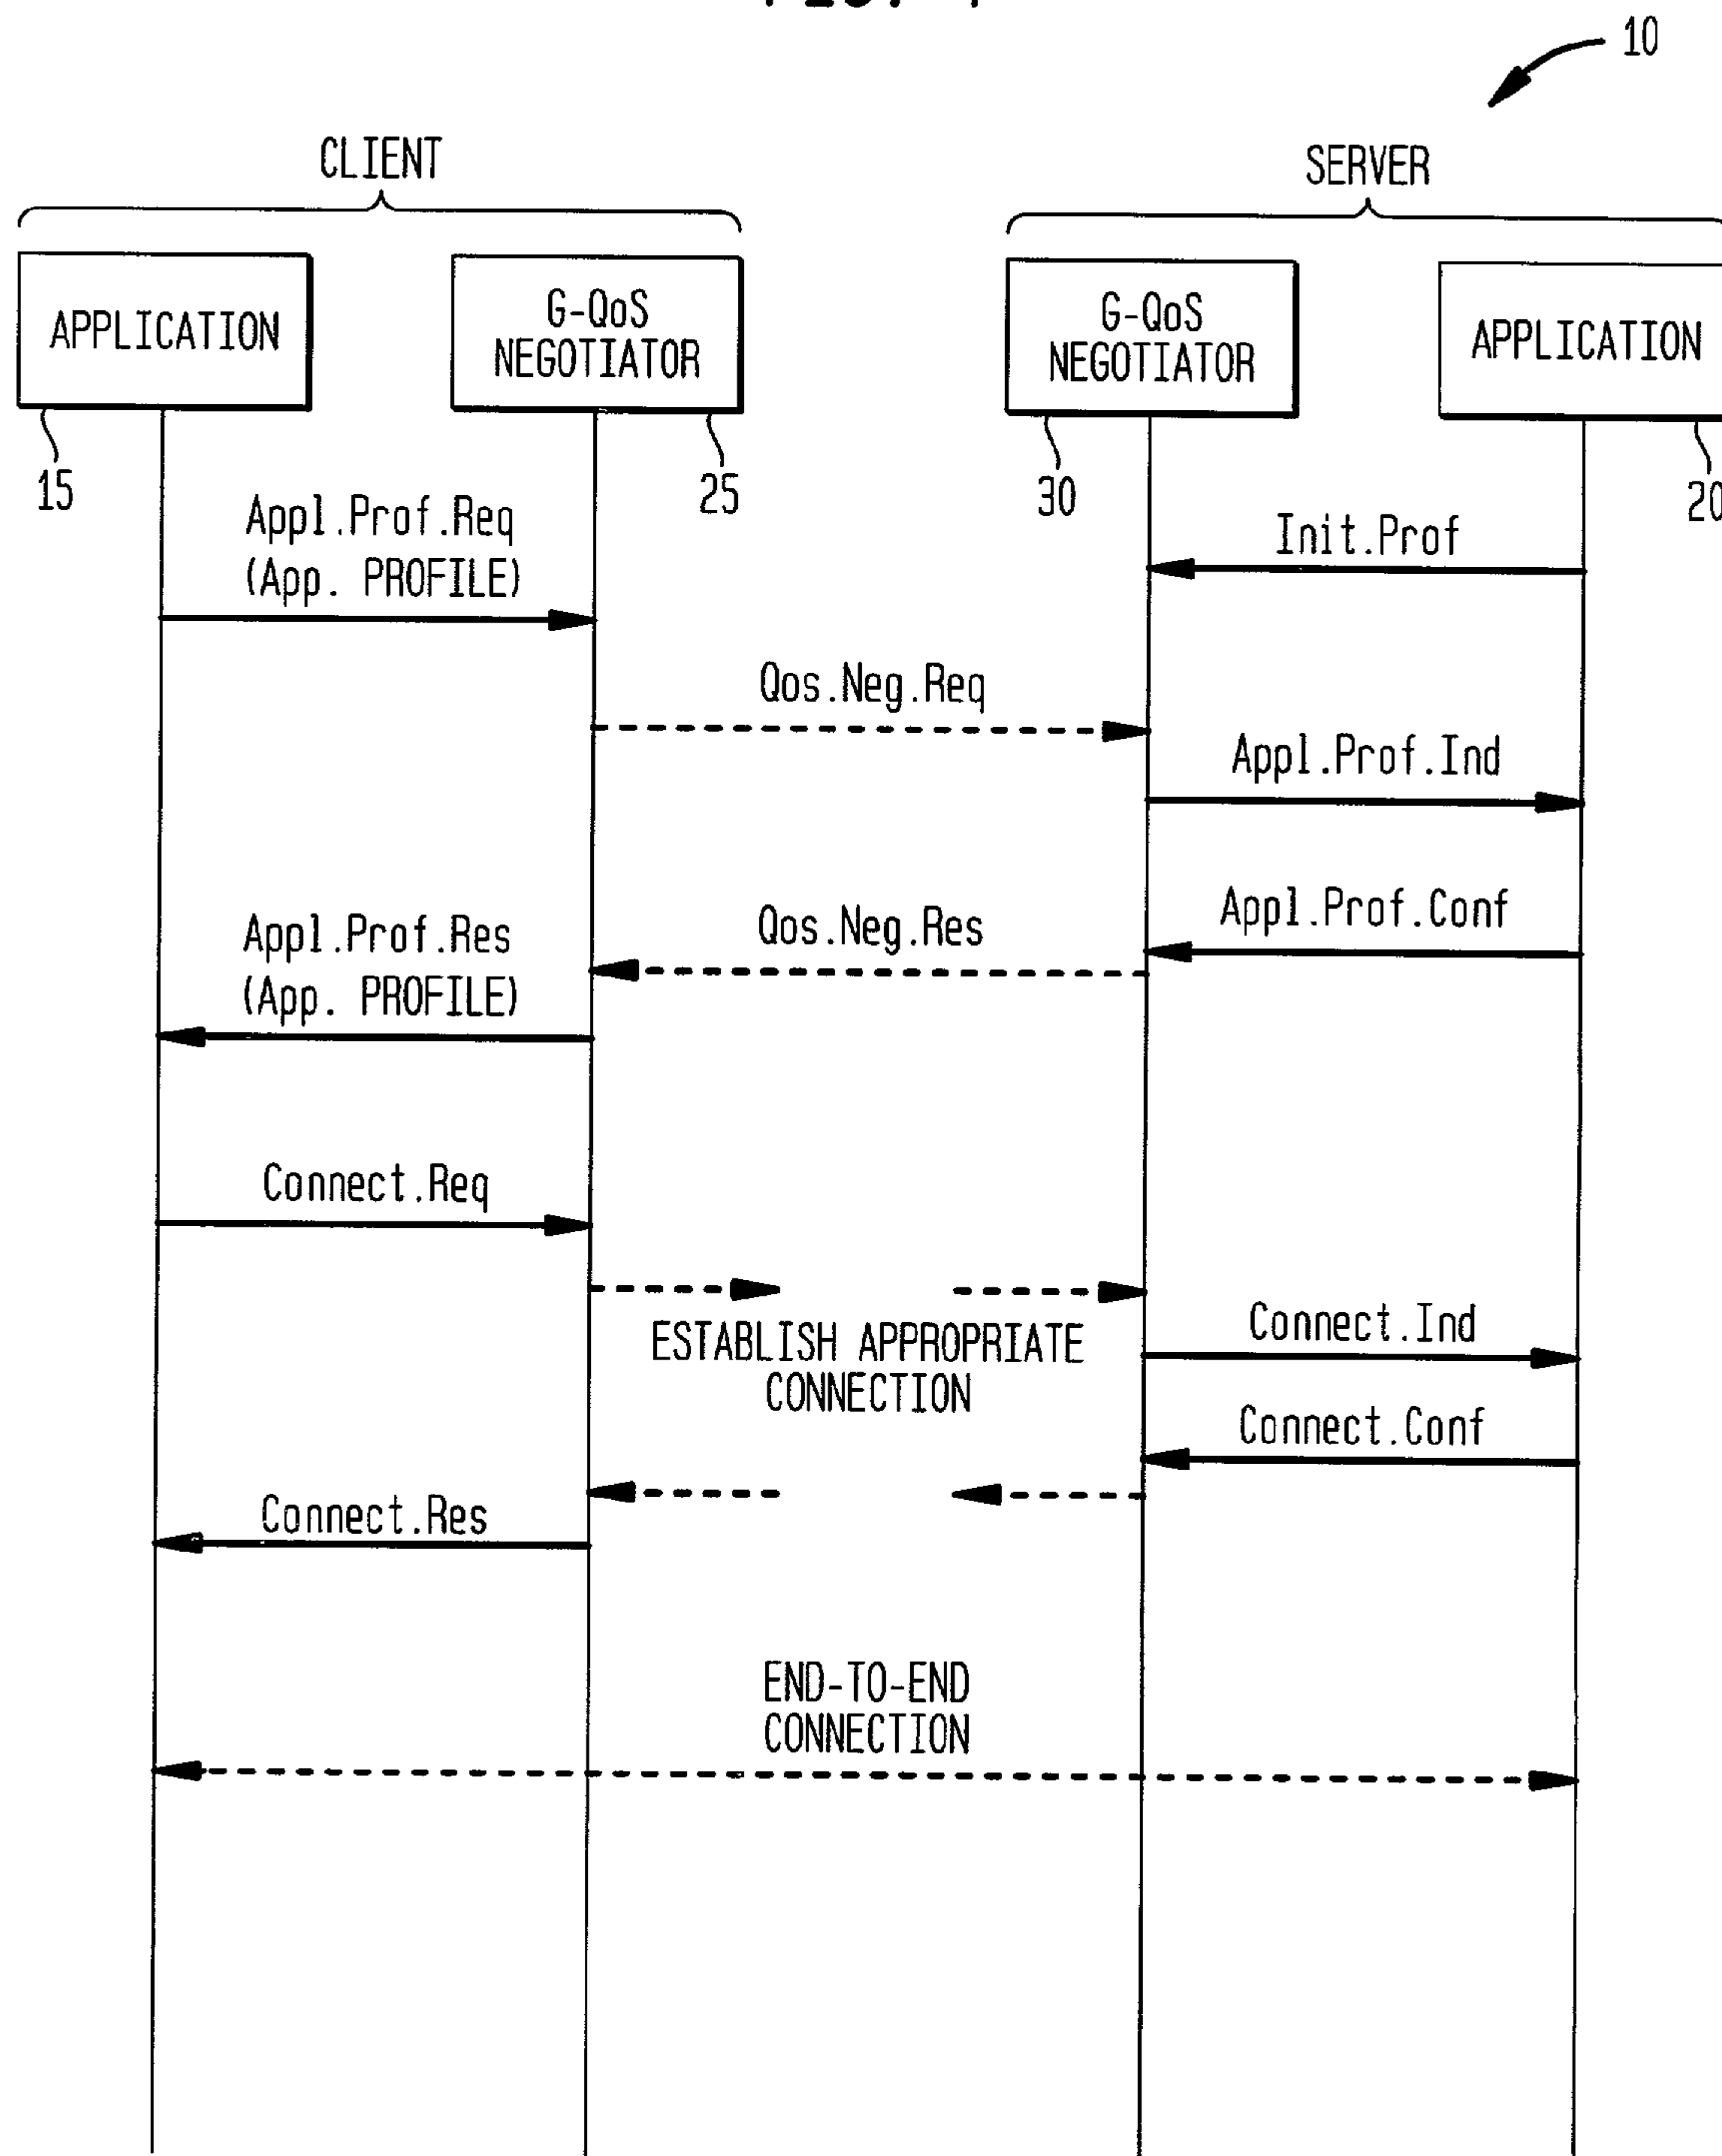 10
CLIENT
SERVER
APPLICATION
G-QoS
NEGOTIATOR
G-QoS
NEGOTIATOR
APPLICATION
15
25
30
20
Appl.Prof.Req
(App. PROFILE)
Init.Prof
Qos.Neg.Req
Appl.Prof.Ind
Appl.Prof.Conf
Qos.Neg.Res
Appl.Prof.Res
(App. PROFILE)
Connect.Req
ESTABLISH APPROPRIATE
CONNECTION
Connect.Ind
Connect.Conf
Connect.Res
END-TO-END
CONNECTION